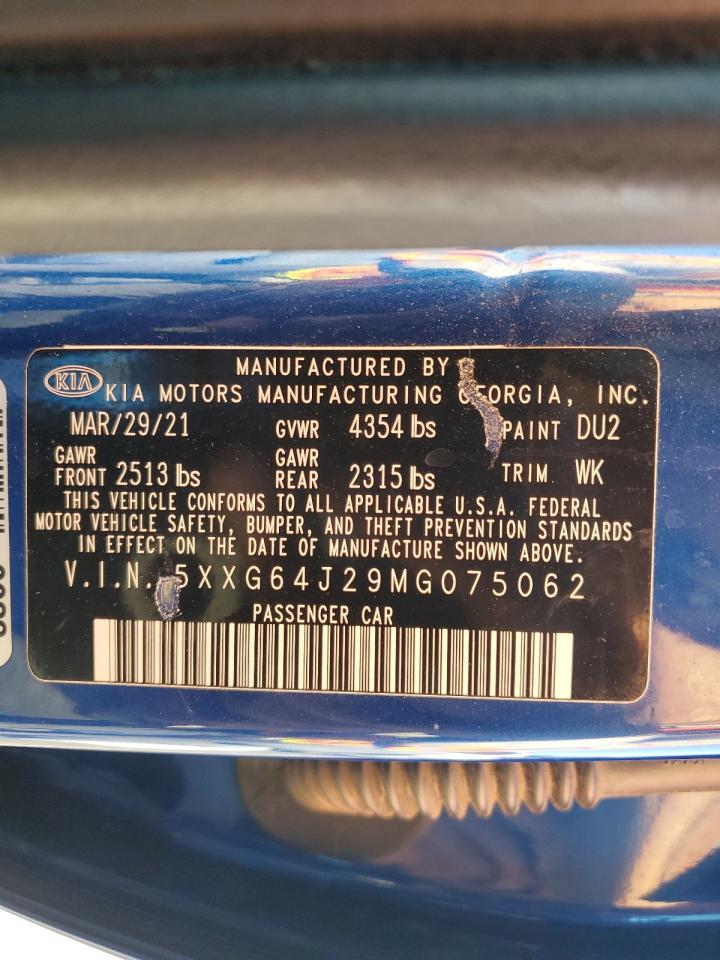 MANUFACTURED BY
KIA KIA MOTORS MANUFACTURING GEORGIA, INC.
MAR/29/21 GVWR 4354 lbs PAINT DU2
GAWR FRONT 2513 lbs GAWR REAR 2315 lbs TRIM WK
THIS VEHICLE CONFORMS TO ALL APPLICABLE U.S.A. FEDERAL
MOTOR VEHICLE SAFETY, BUMPER, AND THEFT PREVENTION STANDARDS
IN EFFECT ON THE DATE OF MANUFACTURE SHOWN ABOVE.
V.I.N. 5XXG64J29MG075062
PASSENGER CAR